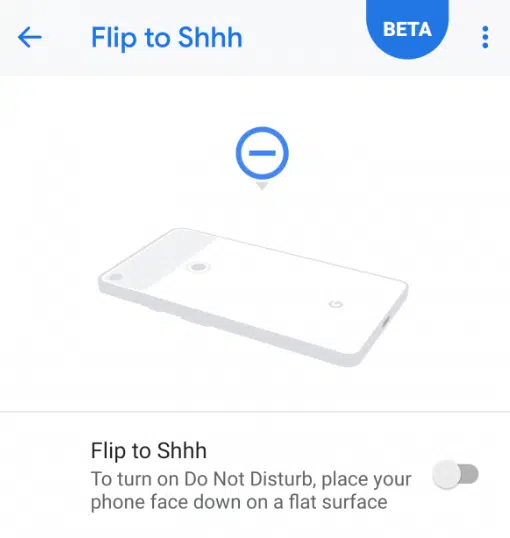 Flip to Shhh
BETA
G
Flip to Shhh
To turn on Do Not Disturb, place your
phone face down on a flat surface